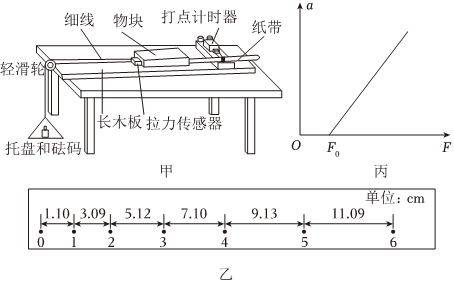 打点计时器
细线
物块
纸带
轻滑轮
长木板
拉力传感器
托盘和砝码
甲
a
O
F₀
F
丙
单位：cm
1.10 3.09 5.12 7.10 9.13 11.09
0 1 2 3 4 5 6
乙